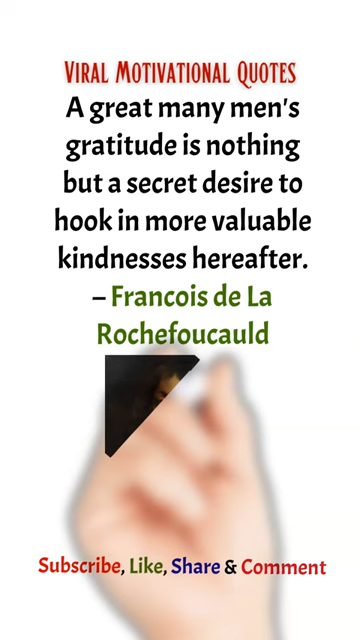 Viral Motivational Quotes
A great many men's
gratitude is nothing
but a secret desire to
hook in more valuable
kindnesses hereafter.
– Francois de La
Rochefoucauld
Subscribe, Like, Share & Comment